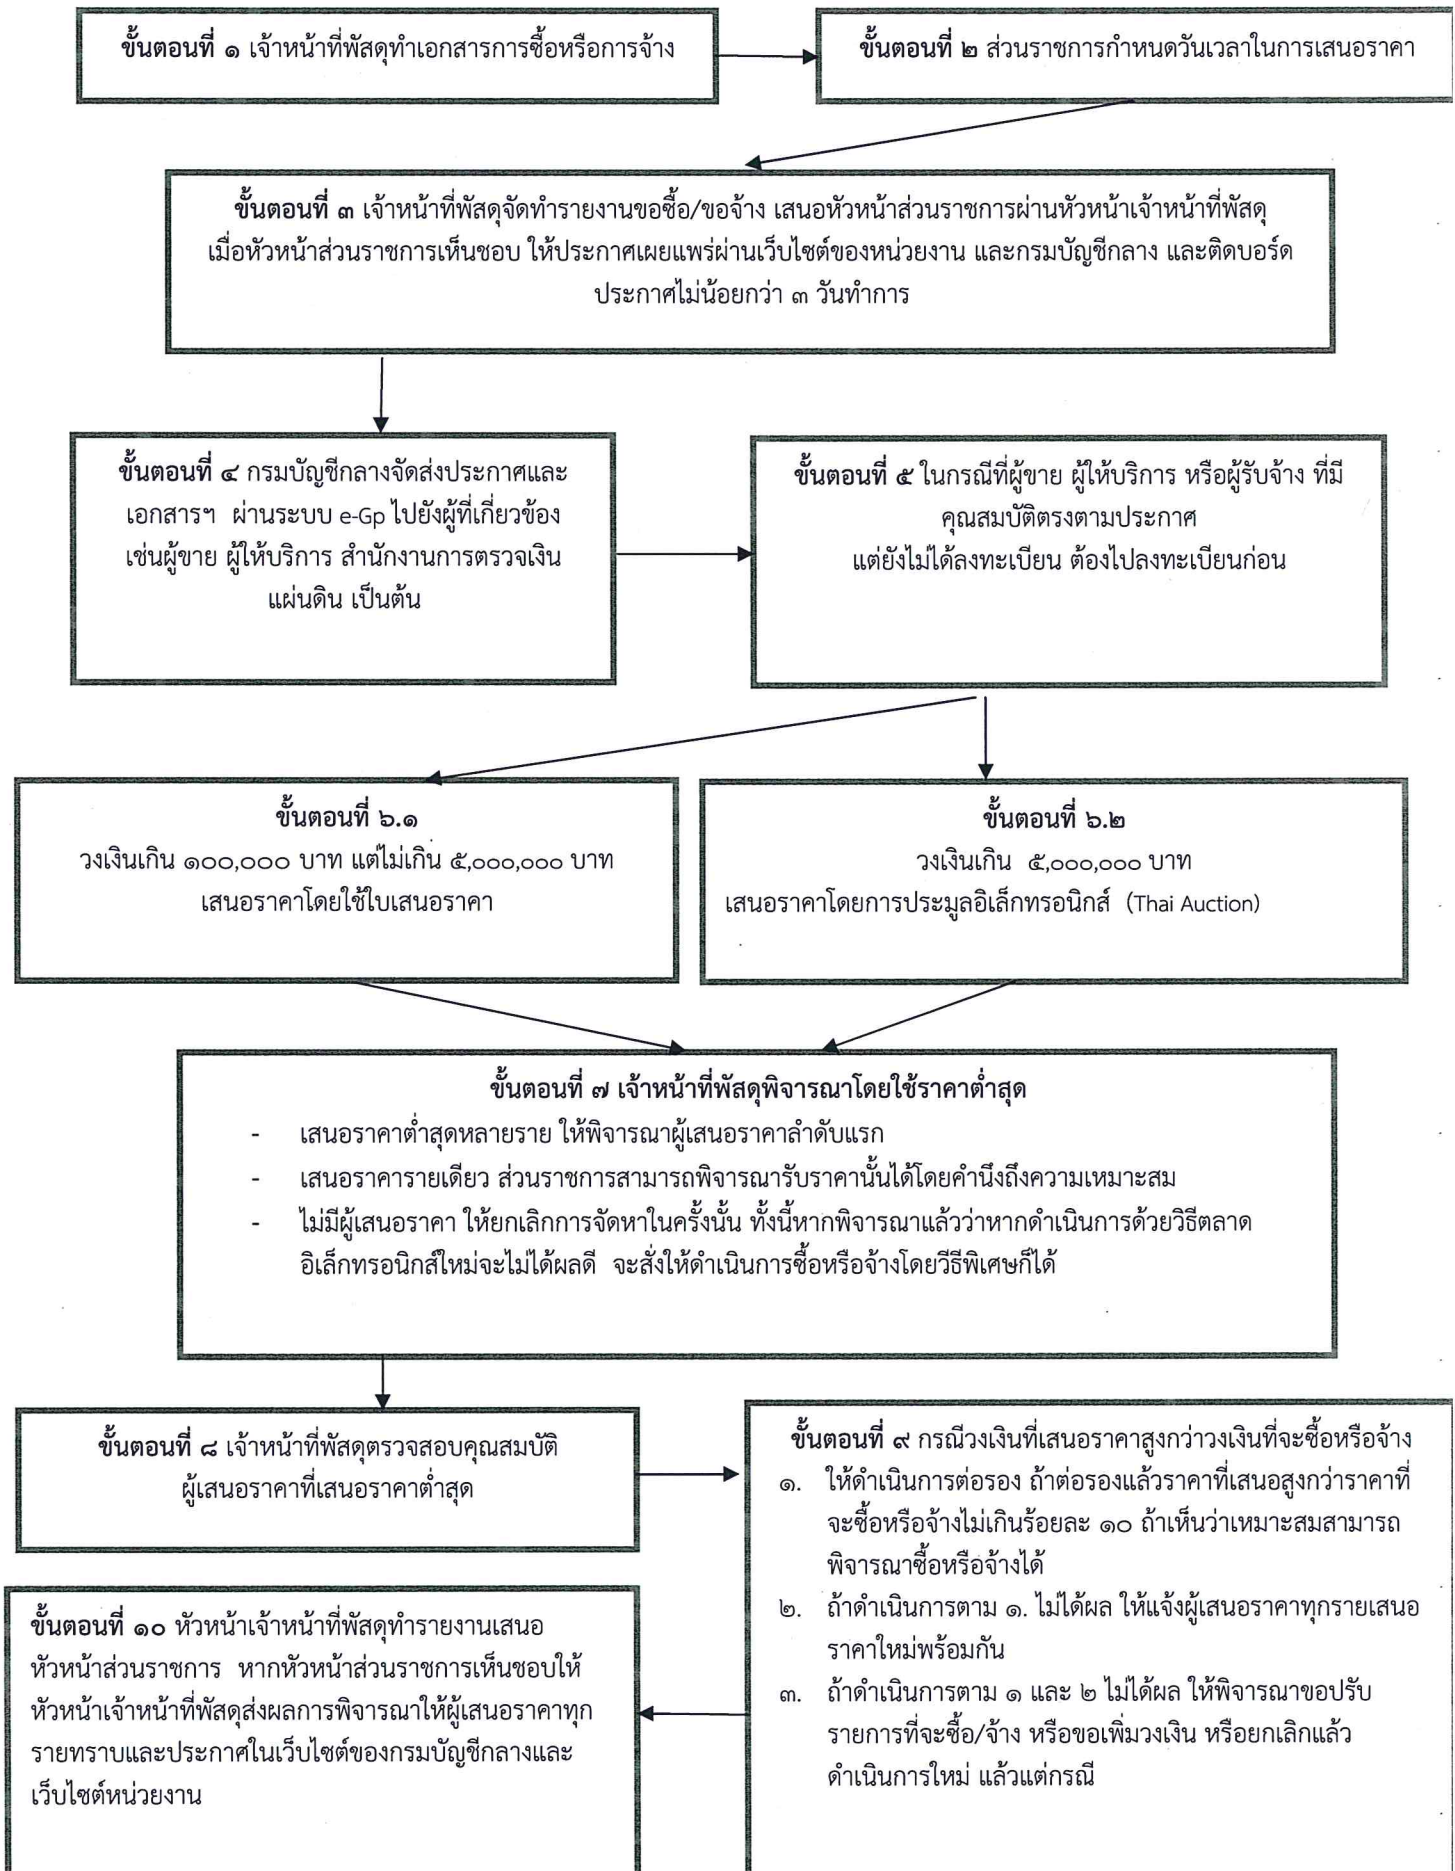 ขั้นตอนที่ ๑ เจ้าหน้าที่พัสดุทำเอกสารการซื้อหรือการจ้าง
ขั้นตอนที่ ๒ ส่วนราชการกำหนดวันเวลาในการเสนอราคา
ขั้นตอนที่ ๓ เจ้าหน้าที่พัสดุจัดทำรายงานขอซื้อ/ขอจ้าง เสนอหัวหน้าส่วนราชการผ่านหัวหน้าเจ้าหน้าที่พัสดุ
เมื่อหัวหน้าส่วนราชการเห็นชอบ ให้ประกาศเผยแพร่ผ่านเว็บไซต์ของหน่วยงาน และกรมบัญชีกลาง และติดบอร์ด
ประกาศไม่น้อยกว่า ๓ วันทำการ
ขั้นตอนที่ ๔ กรมบัญชีกลางจัดส่งประกาศและ
เอกสารฯ ผ่านระบบ e-Gp ไปยังผู้ที่เกี่ยวข้อง
เช่นผู้ขาย ผู้ให้บริการ สำนักงานการตรวจเงิน
แผ่นดิน เป็นต้น
ขั้นตอนที่ ๕ ในกรณีที่ผู้ขาย ผู้ให้บริการ หรือผู้รับจ้าง ที่มี
คุณสมบัติตรงตามประกาศ
แต่ยังไม่ได้ลงทะเบียน ต้องไปลงทะเบียนก่อน
ขั้นตอนที่ ๖.๑
วงเงินเกิน ๑๐๐,๐๐๐ บาท แต่ไม่เกิน ๕,๐๐๐,๐๐๐ บาท
เสนอราคาโดยใช้ใบเสนอราคา
ขั้นตอนที่ ๖.๒
วงเงินเกิน ๕,๐๐๐,๐๐๐ บาท
เสนอราคาโดยการประมูลอิเล็กทรอนิกส์ (Thai Auction)
ขั้นตอนที่ ๗ เจ้าหน้าที่พัสดุพิจารณาโดยใช้ราคาต่ำสุด
- เสนอราคาต่ำสุดหลายราย ให้พิจารณาผู้เสนอราคาลำดับแรก
- เสนอราคารายเดียว ส่วนราชการสามารถพิจารณารับราคานั้นได้โดยคำนึงถึงความเหมาะสม
- ไม่มีผู้เสนอราคา ให้ยกเลิกการจัดหาในครั้งนั้น ทั้งนี้หากพิจารณาแล้วว่าหากดำเนินการด้วยวิธีตลาด
อิเล็กทรอนิกส์ใหม่จะไม่ได้ผลดี จะสั่งให้ดำเนินการซื้อหรือจ้างโดยวีธีพิเศษก็ได้
ขั้นตอนที่ ๘ เจ้าหน้าที่พัสดุตรวจสอบคุณสมบัติ
ผู้เสนอราคาที่เสนอราคาต่ำสุด
ขั้นตอนที่ ๙ กรณีวงเงินที่เสนอราคาสูงกว่าวงเงินที่จะซื้อหรือจ้าง
๑. ให้ดำเนินการต่อรอง ถ้าต่อรองแล้วราคาที่เสนอสูงกว่าราคาที่
จะซื้อหรือจ้างไม่เกินร้อยละ ๑๐ ถ้าเห็นว่าเหมาะสมสามารถ
พิจารณาซื้อหรือจ้างได้
๒. ถ้าดำเนินการตาม ๑. ไม่ได้ผล ให้แจ้งผู้เสนอราคาทุกรายเสนอ
ราคาใหม่พร้อมกัน
๓. ถ้าดำเนินการตาม ๑ และ ๒ ไม่ได้ผล ให้พิจารณาขอปรับ
รายการที่จะซื้อ/จ้าง หรือขอเพิ่มวงเงิน หรือยกเลิกแล้ว
ดำเนินการใหม่ แล้วแต่กรณี
ขั้นตอนที่ ๑๐ หัวหน้าเจ้าหน้าที่พัสดุทำรายงานเสนอ
หัวหน้าส่วนราชการ หากหัวหน้าส่วนราชการเห็นชอบให้
หัวหน้าเจ้าหน้าที่พัสดุส่งผลการพิจารณาให้ผู้เสนอราคาทุก
รายทราบและประกาศในเว็บไซต์ของกรมบัญชีกลางและ
เว็บไซต์หน่วยงาน